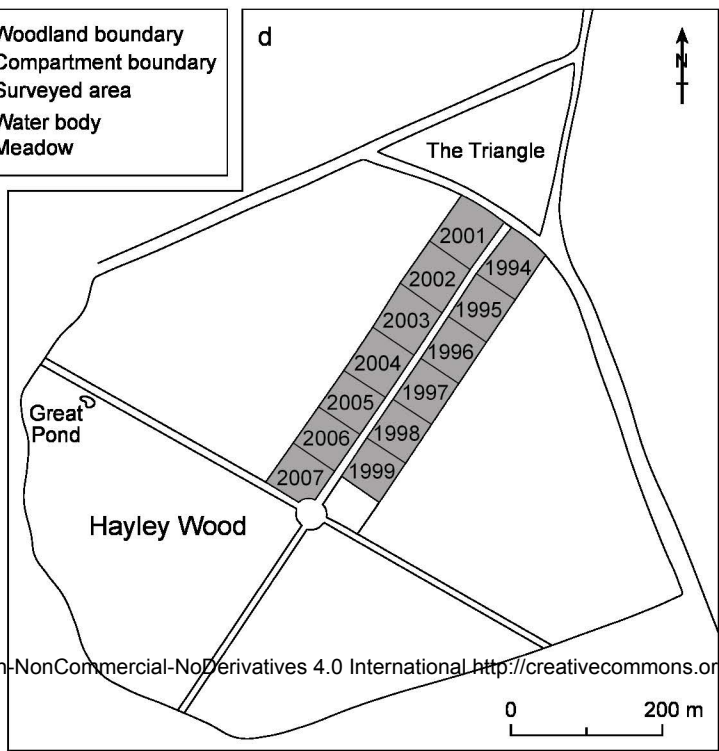 Woodland boundary
Compartment boundary
Surveyed area
Water body
Meadow
d
N
The Triangle
2001
1994
2002
1995
2003
1996
2004
1997
2005
1998
2006
1999
2007
Great
Pond
Hayley Wood
n-NonCommercial-NoDerivatives 4.0 International http://creativecommons.or
0 200 m